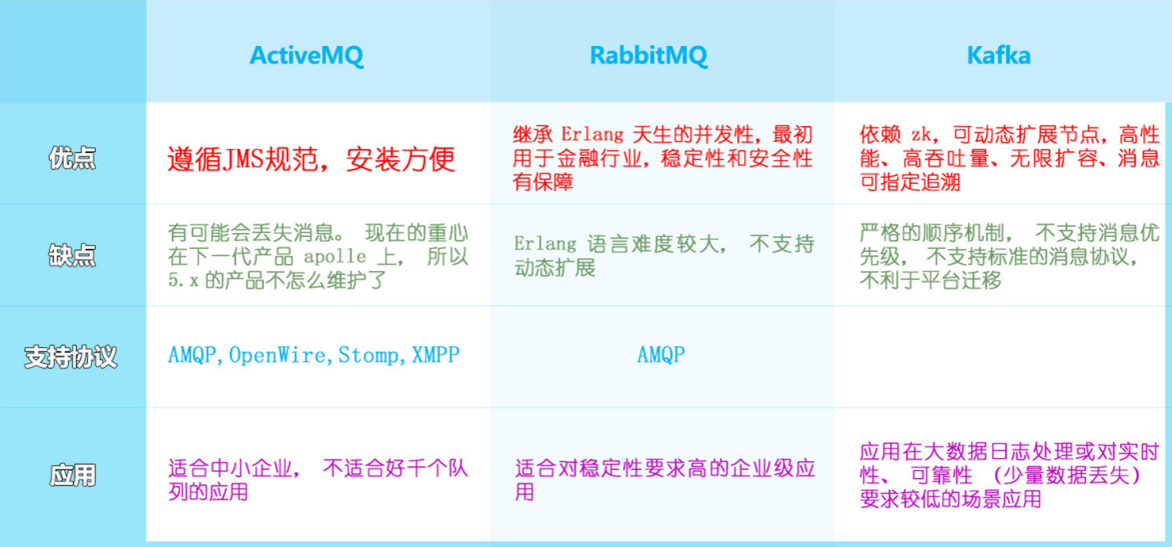 ActiveMQ
RabbitMQ
Kafka
优点
遵循JMS规范，安装方便
继承 Erlang 天生的并发性，最初
用于金融行业，稳定性和安全性
有保障
依赖 zk，可动态扩展节点，高性
能、高吞吐量、无限扩容、消息
可指定追溯
缺点
有可能会丢失消息。 现在的重心
在下一代产品 apolle 上， 所以
5.x 的产品不怎么维护了
Erlang 语言难度较大， 不支持
动态扩展
严格的顺序机制， 不支持消息优
先级， 不支持标准的消息协议，
不利于平台迁移
支持协议
AMQP,OpenWire,Stomp,XMPP
AMQP
应用
适合中小企业， 不适合好千个队
列的应用
适合对稳定性要求高的企业级应
用
应用在大数据日志处理或对实时
性、 可靠性 （少量数据丢失）
要求较低的场景应用